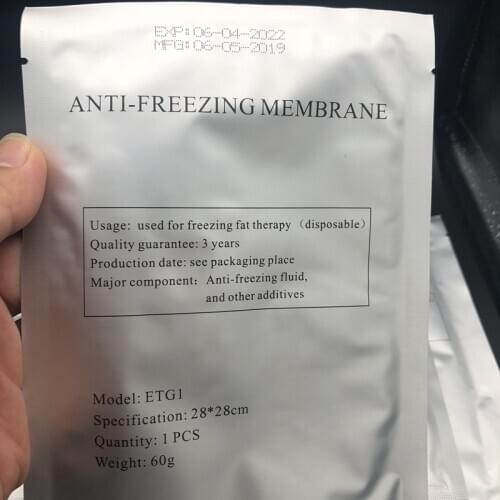 EXP: 06-04-2022
MFG: 06-05-2019
ANTI-FREEZING MEMBRANE
Usage: used for freezing fat therapy （disposable）
Quality guarantee: 3 years
Production date: see packaging place
Major component: Anti-freezing fluid,
and other additives
Model: ETG1
Specification: 28*28cm
Quantity: 1 PCS
Weight: 60g